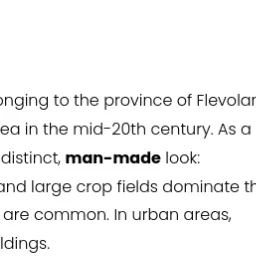 onging to the province of Flevolan
ea in the mid-20th century. As a
distinct, man-made look:
and large crop fields dominate th
are common. In urban areas,
ldings.